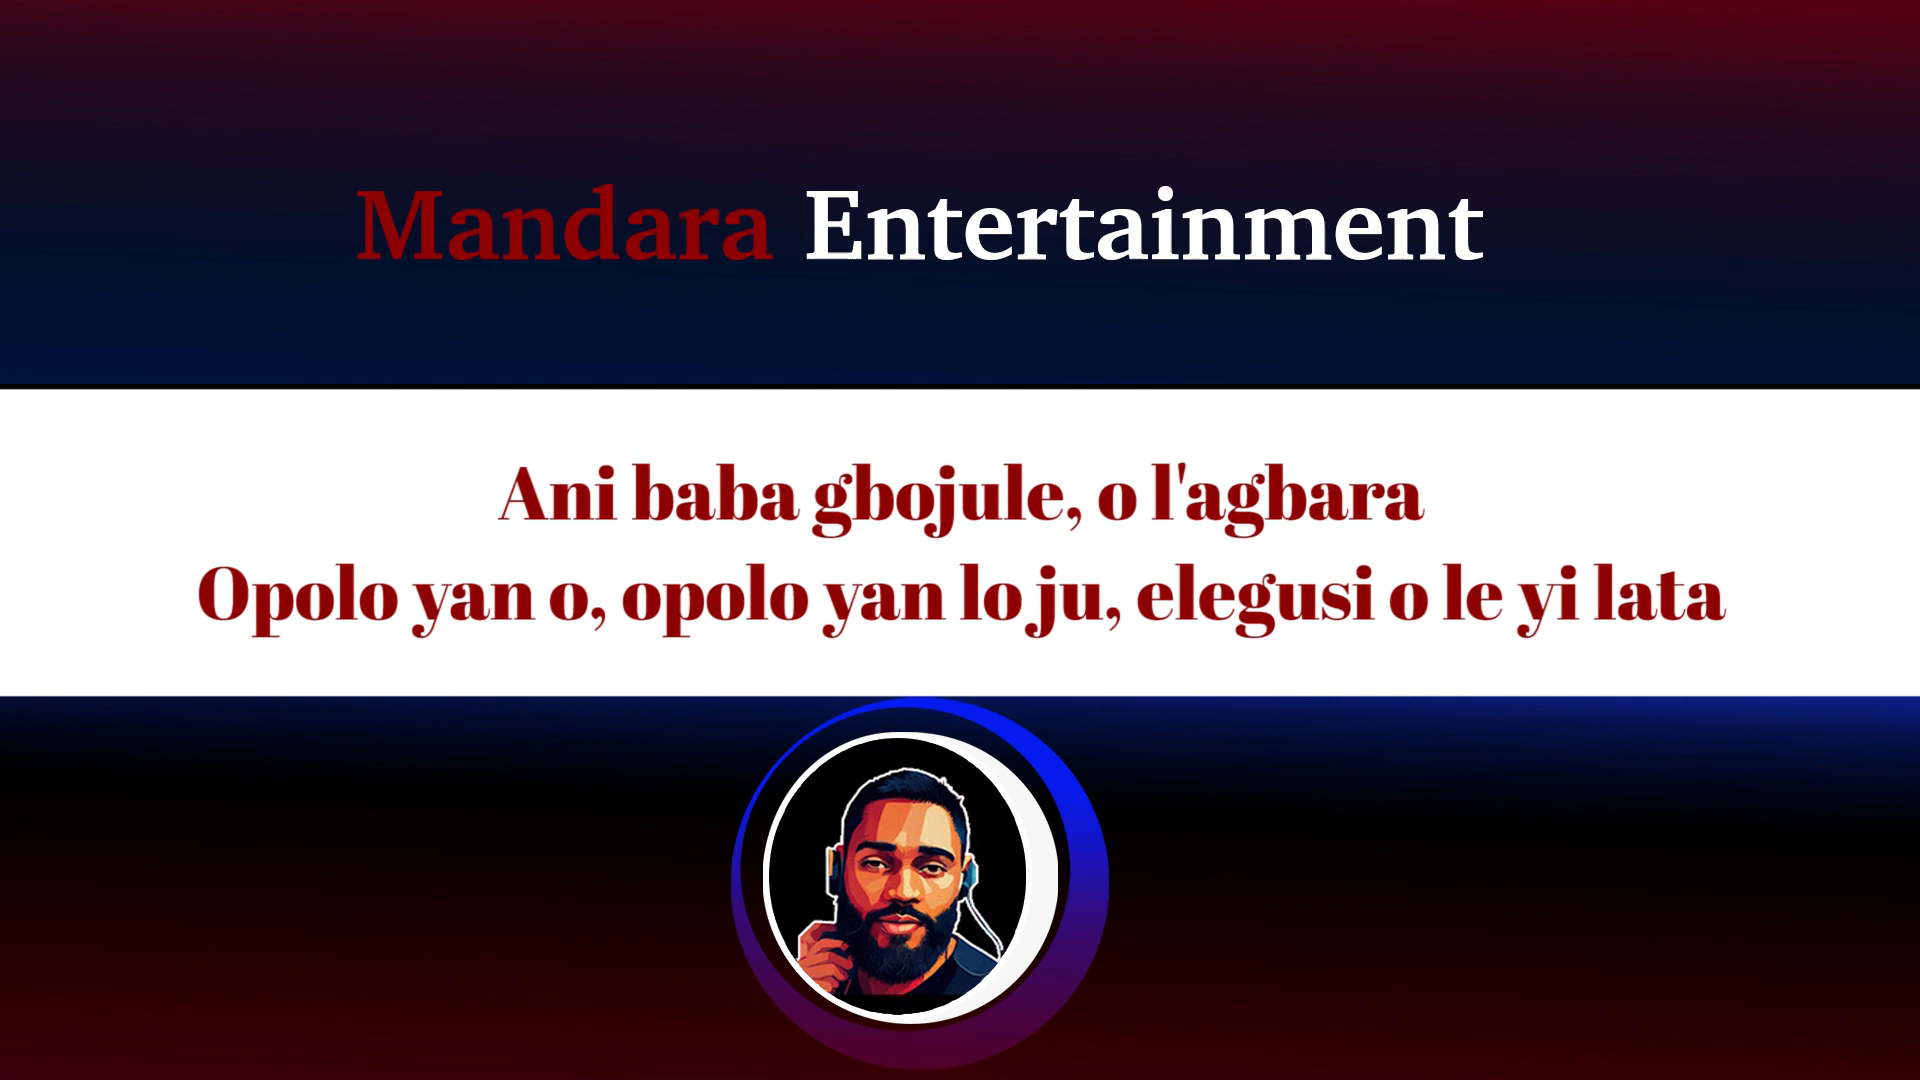 Mandara Entertainment
Ani baba gbojule, o l'agbara
Opolo yan o, opolo yan lo ju, elegusi o le yi lata